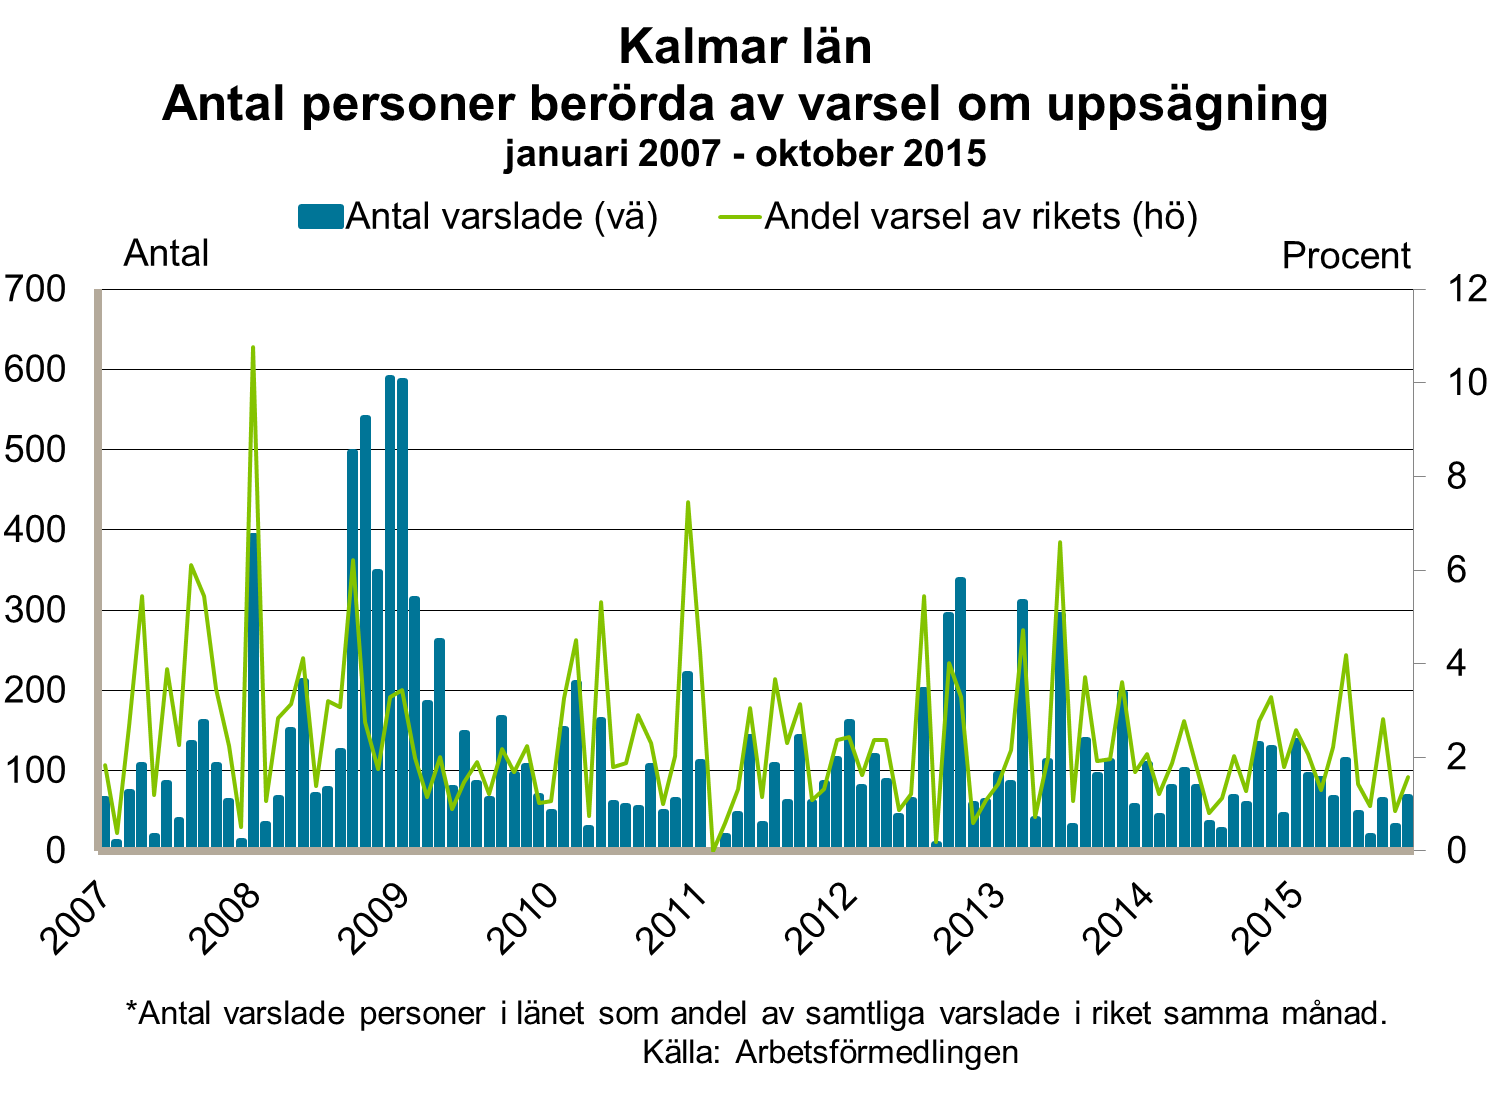 Kalmar län
Antal personer berörda av varsel om uppsägning
januari 2007 - oktober 2015
Antal varslade (vä)
Andel varsel av rikets (hö)
Antal
Procent
700
600
500
400
300
200
100
0
12
10
8
6
4
2
0
2007
2008
2009
2010
2011
2012
2013
2014
2015
*Antal varslade personer i länet som andel av samtliga varslade i riket samma månad.
Källa: Arbetsförmedlingen